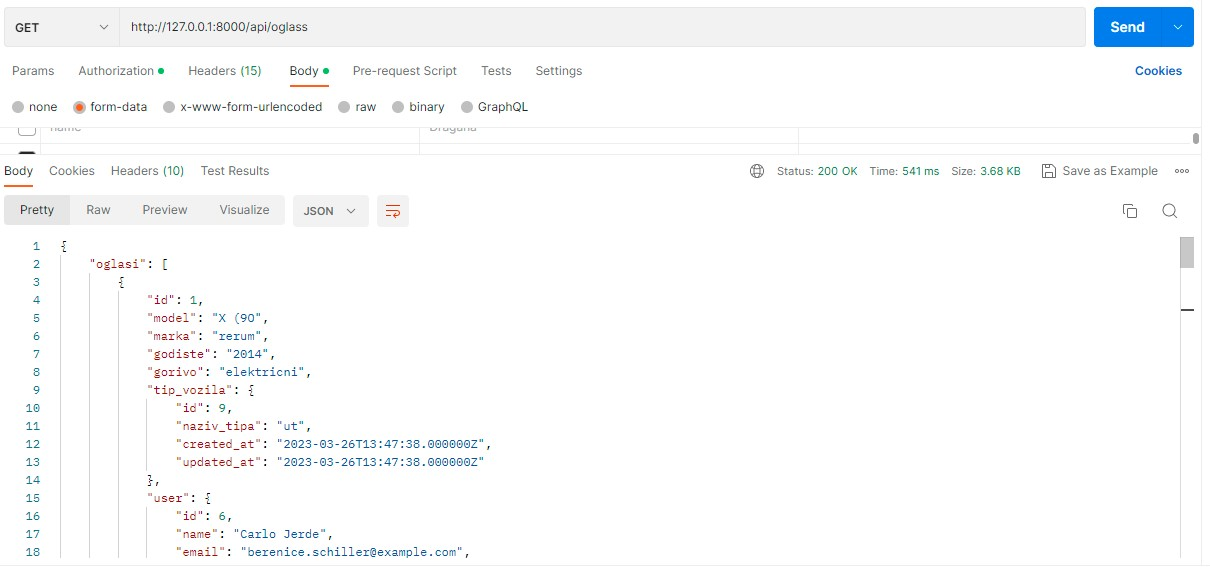 GET http://127.0.0.1:8000/api/oglass Send
Params Authorization Headers (15) Body Pre-request Script Tests Settings Cookies
none form-data x-www-form-urlencoded raw binary GraphQL
name Dragana
Body Cookies Headers (10) Test Results Status: 200 OK Time: 541 ms Size: 3.68 KB Save as Example
Pretty Raw Preview Visualize JSON
1 {
2 "oglasi": [
3 {
4 "id": 1,
5 "model": "X (90",
6 "marka": "rerum",
7 "godiste": "2014",
8 "gorivo": "elektricni",
9 "tip_vozila": {
10 "id": 9,
11 "naziv_tipa": "ut",
12 "created_at": "2023-03-26T13:47:38.000000Z",
13 "updated_at": "2023-03-26T13:47:38.000000Z"
14 },
15 "user": {
16 "id": 6,
17 "name": "Carlo Jerde",
18 "email": "berenice.schiller@example.com",